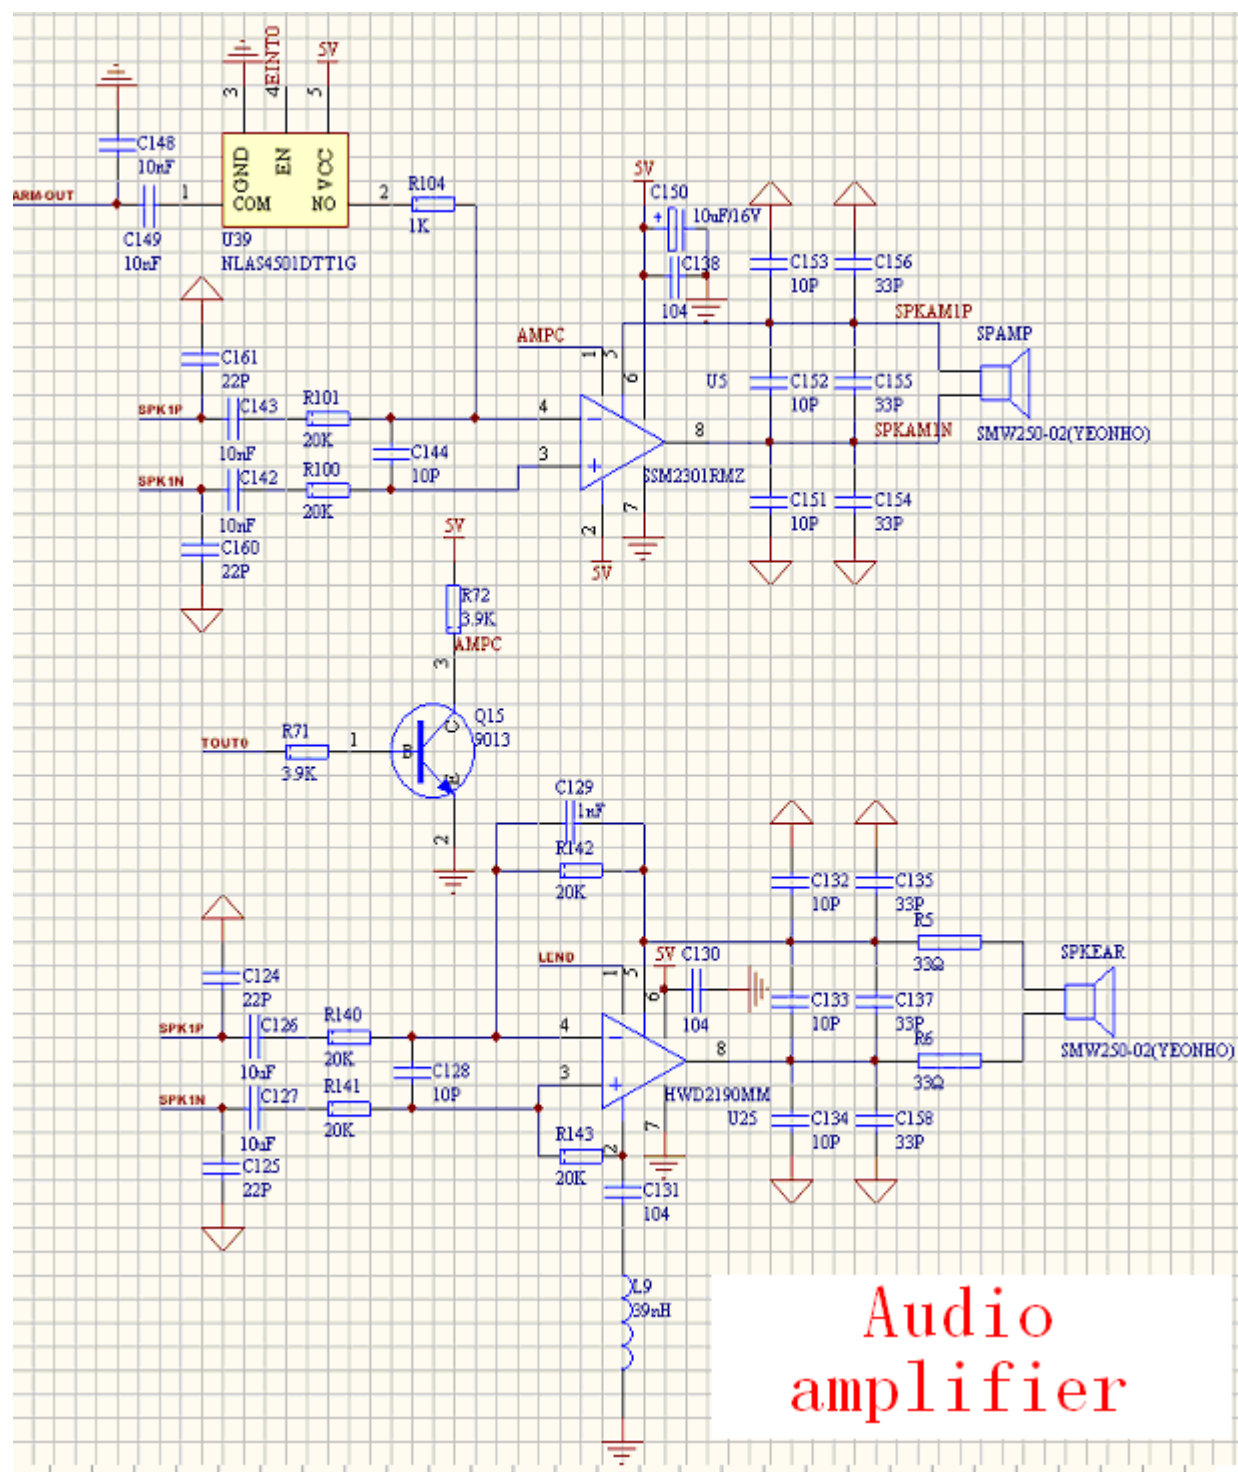 EINT0
5V
3
4
5
C148
10nF
GND
EN
VCC
COM
NO
ARM-OUT
1
2
R104
1K
C149
10nF
U39
NLAS4501DTT1G
5V
C150
+
10uF/16V
C138
104
C153
10P
C156
33P
SPKAM1P
SPAMP
AMPC
1
5
6
U5
C152
10P
C155
33P
C161
22P
SPK1P
C143
10nF
R101
20K
4
8
SPKAM1N
SMW250-02(YEONHO)
C144
10P
3
SSM2301RMZ
SPK1N
C142
10nF
R100
20K
C151
10P
C154
33P
2
7
5V
C160
22P
5V
R72
3.9K
AMPC
3
Q15
9013
C
B
E
TOUT0
R71
3.9K
1
2
C129
1nF
R142
20K
C132
10P
C135
33P
R5
33Ω
LEND
1
5
6
5V
C130
104
SPKEAR
C124
22P
C133
10P
C137
33P
R6
33Ω
SPK1P
C126
10uF
R140
20K
4
8
SMW250-02(YEONHO)
C128
10P
3
HWD2190MM
U25
SPK1N
C127
10uF
R141
20K
C134
10P
C158
33P
R143
20K
2
7
C125
22P
C131
104
L9
39nH
Audio
amplifier